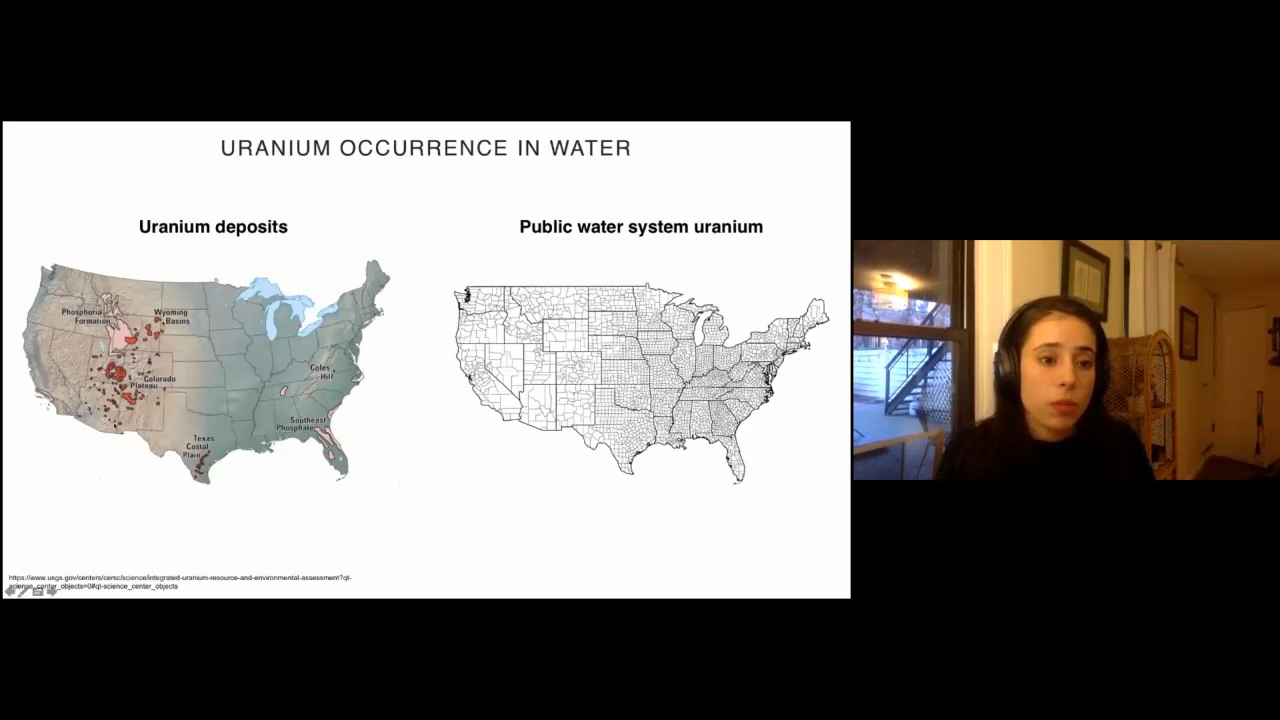 URANIUM OCCURRENCE IN WATER
Uranium deposits
Public water system uranium
Phosphoria
Formation
Wyoming
Basins
Colorado
Plateau
Coles
Hill
Southeast
Phosphate
Texas
Costal
Plain
https://www.usgs.gov/centers/cersc/science/integrated-uranium-resource-and-environmental-assessment?qt-
science_center_objects=0#qt-science_center_objects